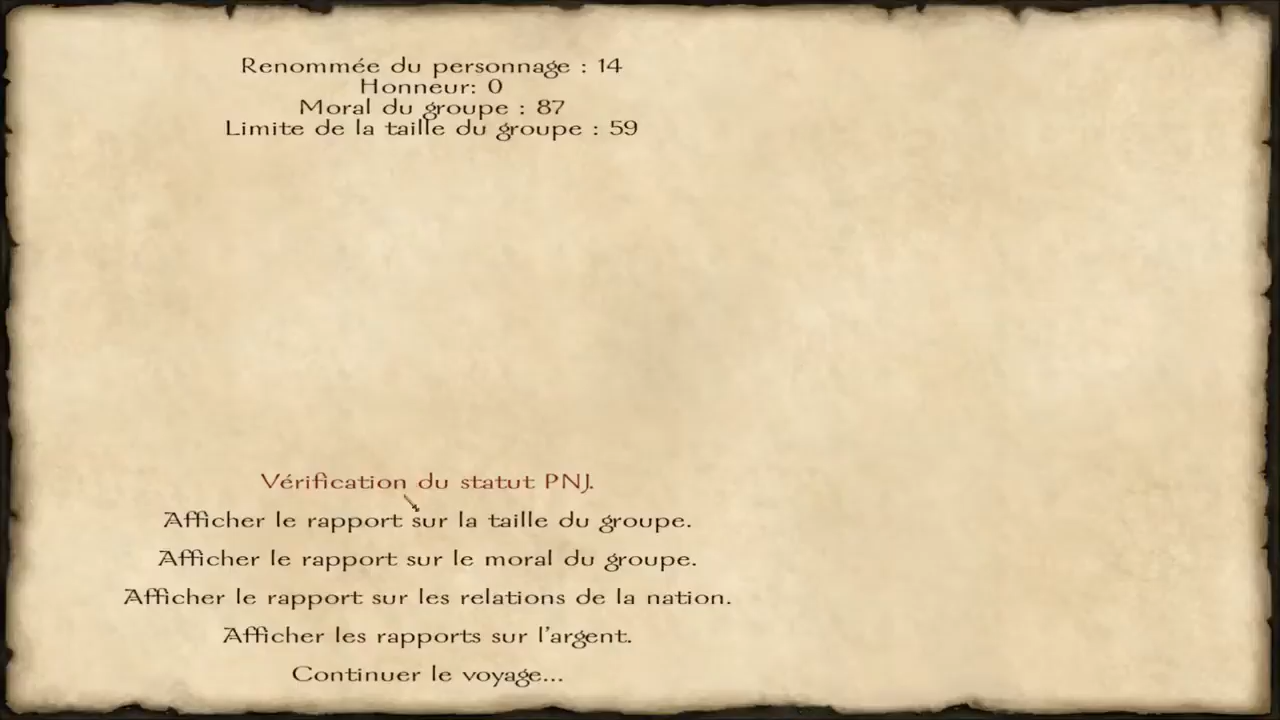 Renommée du personnage : 14
Honneur: 0
Moral du groupe : 87
Limite de la taille du groupe : 59
Vérification du statut PNJ.
Afficher le rapport sur la taille du groupe.
Afficher le rapport sur le moral du groupe.
Afficher le rapport sur les relations de la nation.
Afficher les rapports sur l'argent.
Continuer le voyage...